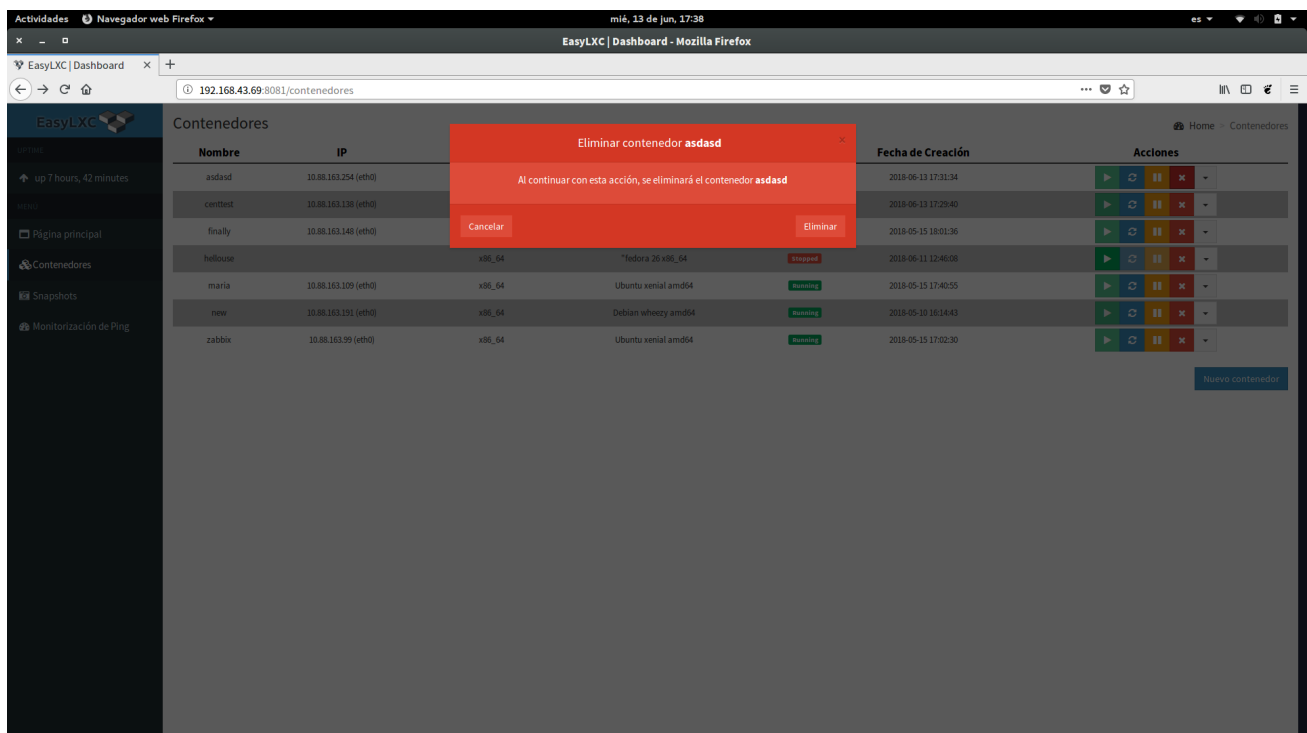 Actividades Navegador web Firefox mié, 13 de jun, 17:38 es
EasyLXC | Dashboard - Mozilla Firefox
EasyLXC | Dashboard × +
192.168.43.69:8081/contenedores
EasyLXC
Contenedores
Home > Contenedores
UPTIME
up 7 hours, 42 minutes
MENU
Página principal
Contenedores
Snapshots
Monitorización de Ping
Eliminar contenedor asdasd ×
Al continuar con esta acción, se eliminará el contenedor asdasd
Cancelar Eliminar
Nombre IP Fecha de Creación Acciones
asdasd 10.88.163.254 (eth0) 2018-06-13 17:31:34
centtest 10.88.163.138 (eth0) 2018-06-13 17:29:40
finally 10.88.163.148 (eth0) 2018-05-15 18:01:36
heliouse x86_64 "fedora 26 x86_64 Stopped 2018-06-11 12:46:08
maria 10.88.163.109 (eth0) x86_64 Ubuntu xenial amd64 Running 2018-05-15 17:40:55
new 10.88.163.191 (eth0) x86_64 Debian wheezy amd64 Running 2018-05-10 16:14:43
zabbix 10.88.163.99 (eth0) x86_64 Ubuntu xenial amd64 Running 2018-05-15 17:02:30
Nuevo contenedor